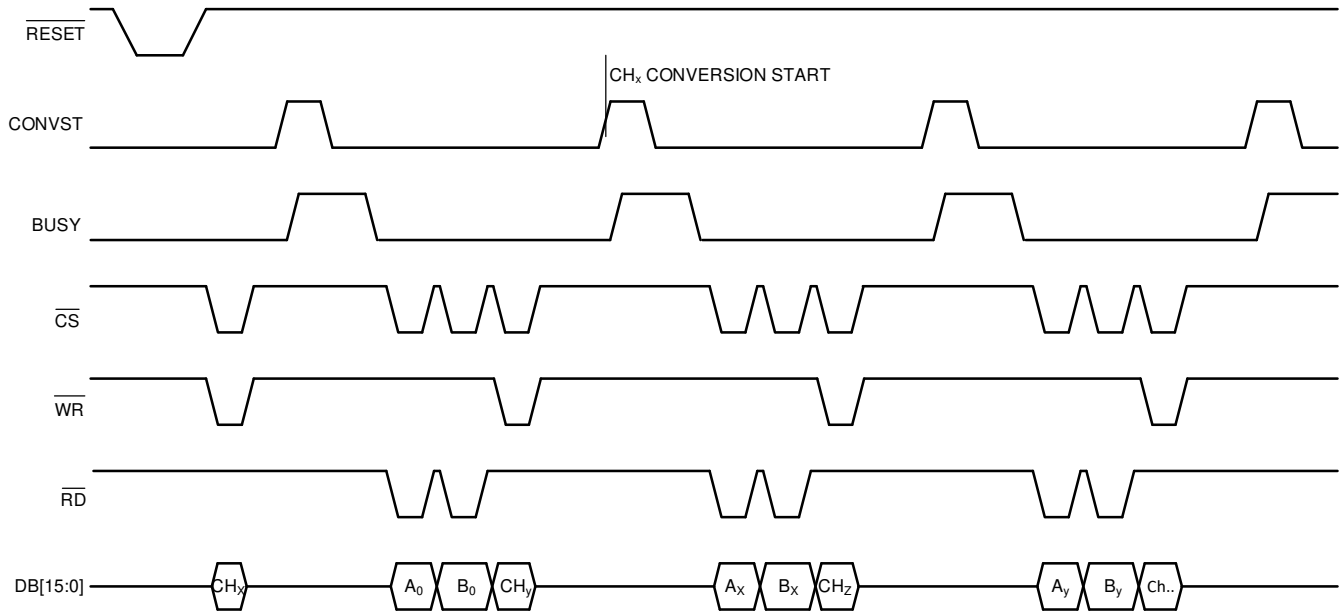 RESET
CHₓ CONVERSION START
CONVST
BUSY
CS
WR
RD
DB[15:0] CHX A0 B0 CHy AX BX CHZ Ay By Ch..